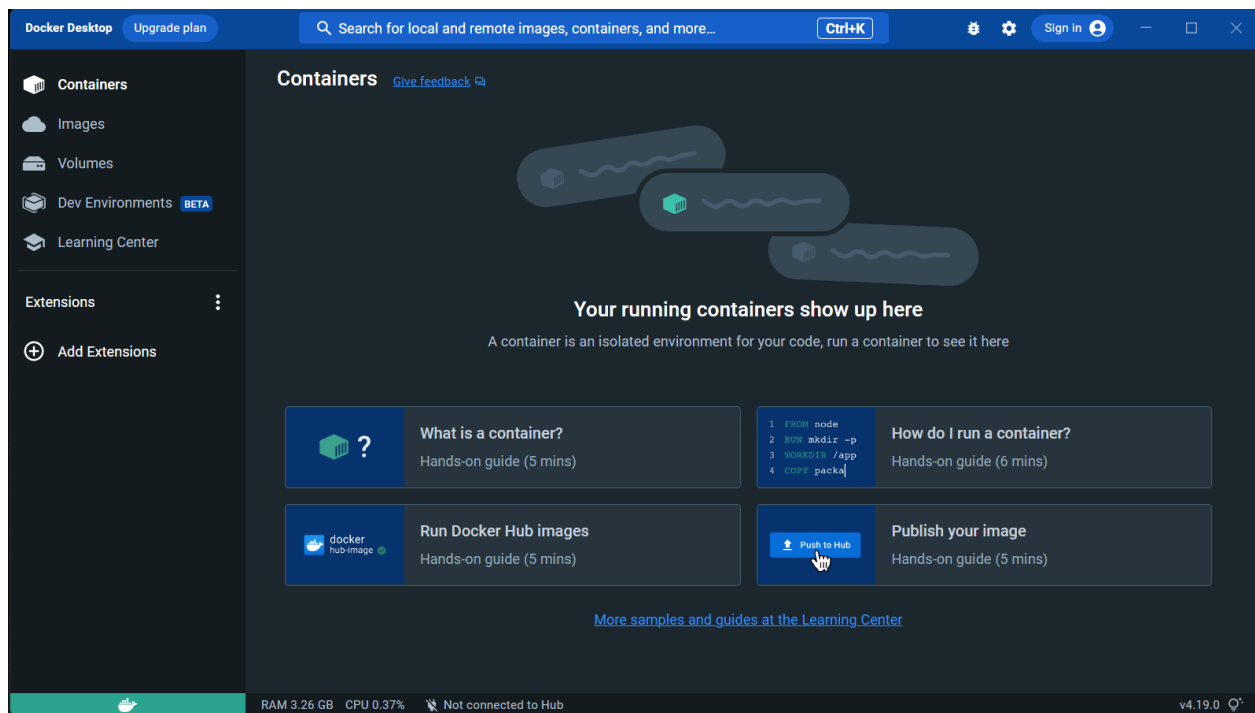 Docker Desktop Upgrade plan Search for local and remote images, containers, and more... Ctrl+K Sign in
Containers
Images
Volumes
Dev Environments BETA
Learning Center
Extensions
Add Extensions
Containers Give feedback
Your running containers show up here
A container is an isolated environment for your code, run a container to see it here
?
What is a container?
Hands-on guide (5 mins)
1 FROM node
2 RUN mkdir -p
3 WORKDIR /app
4 COPY packa
How do I run a container?
Hands-on guide (6 mins)
docker
hub-image
Run Docker Hub images
Hands-on guide (5 mins)
Push to Hub
Publish your image
Hands-on guide (5 mins)
More samples and guides at the Learning Center
RAM 3.26 GB CPU 0.37% Not connected to Hub v4.19.0